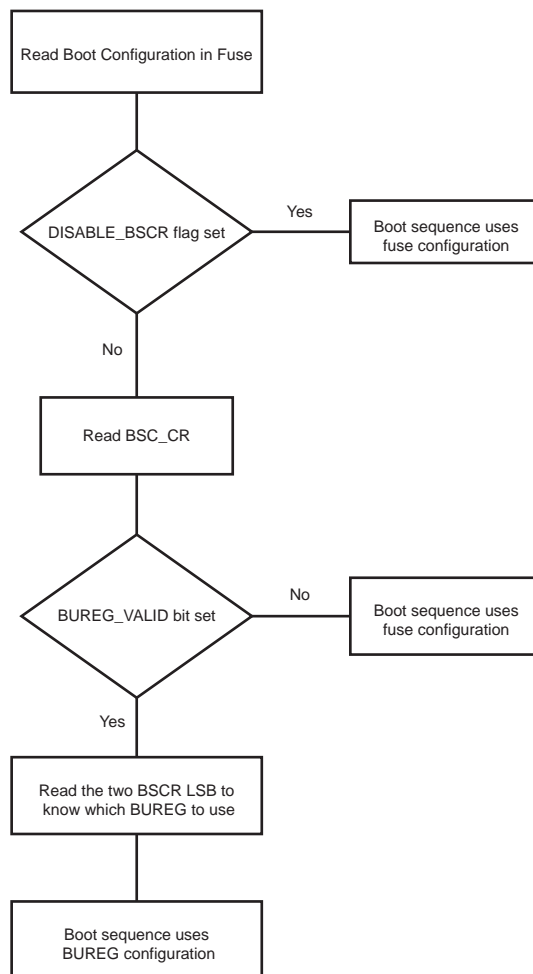 Read Boot Configuration in Fuse
DISABLE_BSCR flag set
Yes
Boot sequence uses
fuse configuration
No
Read BSC_CR
BUREG_VALID bit set
No
Boot sequence uses
fuse configuration
Yes
Read the two BSCR LSB to
know which BUREG to use
Boot sequence uses
BUREG configuration